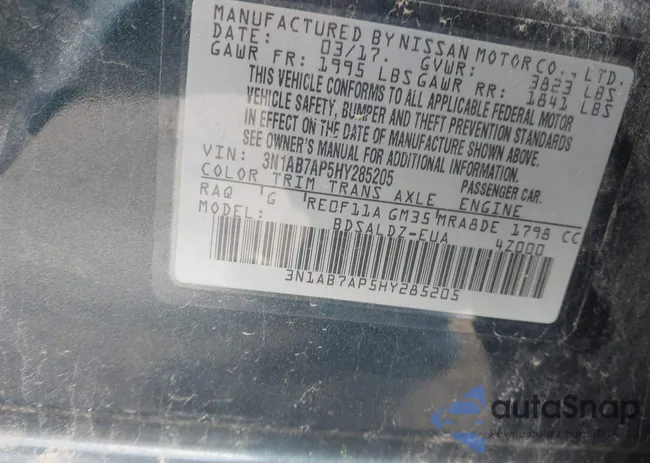 MANUFACTURED BY NISSAN MOTOR CO., LTD.
DATE: 03/17. GVWR: 3823 LBS
GAWR FR: 1995 LBS GAWR RR: 1841 LBS
THIS VEHICLE CONFORMS TO ALL APPLICABLE FEDERAL MOTOR
VEHICLE SAFETY, BUMPER AND THEFT PREVENTION STANDARDS
IN EFFECT ON THE DATE OF MANUFACTURE SHOWN ABOVE.
SEE OWNER'S MANUAL FOR ADDITIONAL INFORMATION.
VIN: 3N1AB7AP5HY285205 PASSENGER CAR.
COLOR TRIM TRANS AXLE ENGINE
RAQ G RE0F11A GM35 MRA8DE 1798 CC
MODEL: BDSALDZ-EUA 4Z000
3N1AB7AP5HY285205
autoSnap